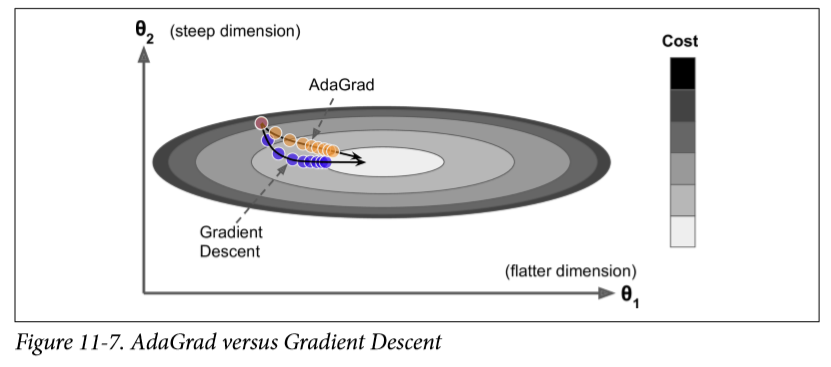 θ2 (steep dimension)
Cost
AdaGrad
Gradient
Descent
(flatter dimension)
θ1
Figure 11-7. AdaGrad versus Gradient Descent